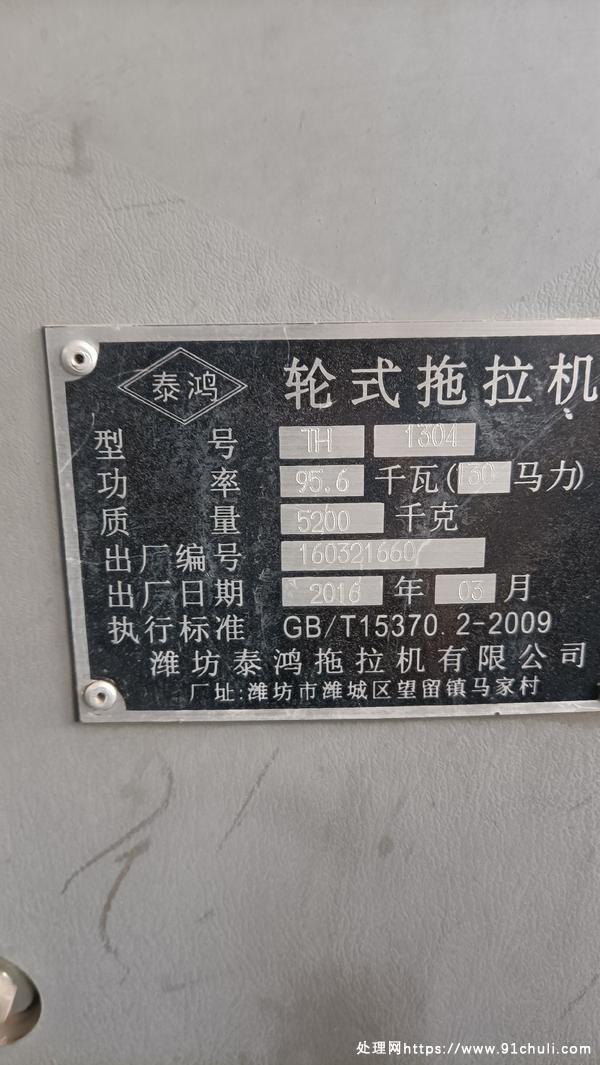 泰鸿 轮式拖拉机
型号 TH 1304
功率 95.6 千瓦(130马力)
质量 5200 千克
出厂编号 160321660
出厂日期 2016 年 03 月
执行标准 GB/T15370.2-2009
潍坊泰鸿拖拉机有限公司
厂址:潍坊市潍城区望留镇马家村
处理网https://www.91chuli.com